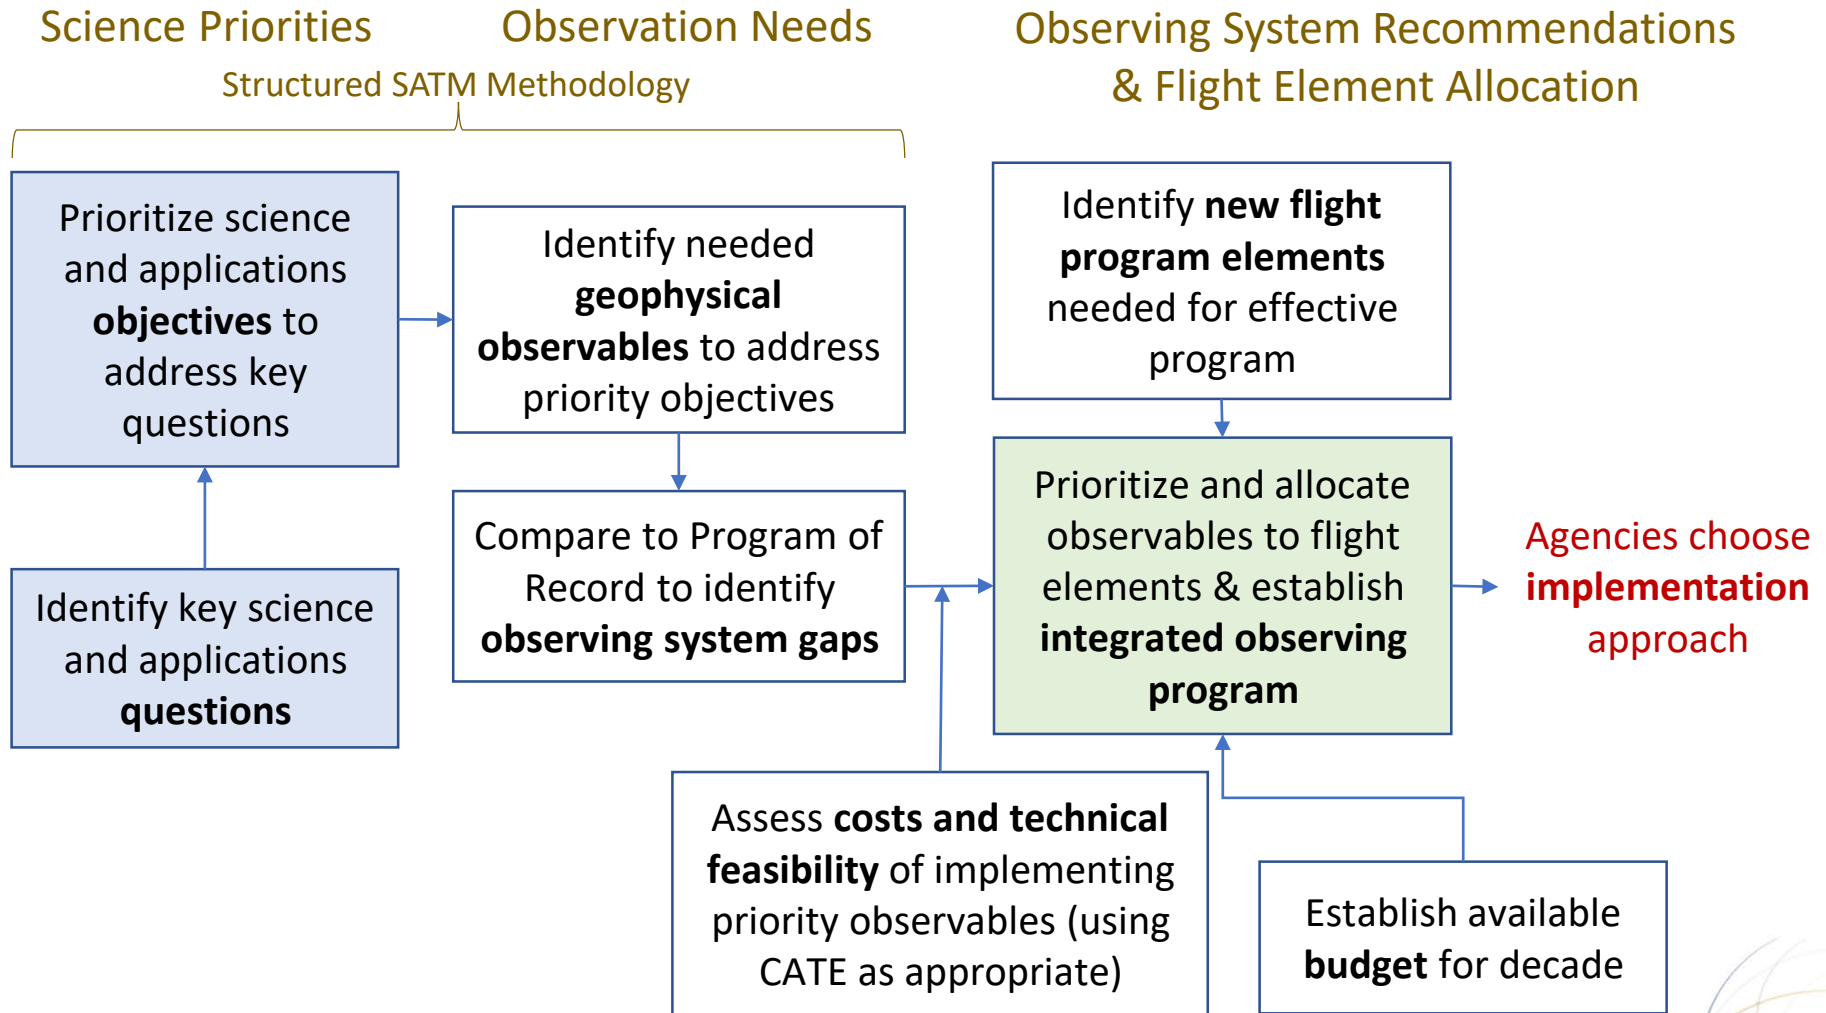 Science Priorities
Observation Needs
Structured SATM Methodology
Observing System Recommendations
& Flight Element Allocation
Prioritize science
and applications
objectives to
address key
questions
Identify key science
and applications
questions
Identify needed
geophysical
observables to address
priority objectives
Compare to Program of
Record to identify
observing system gaps
Identify new flight
program elements
needed for effective
program
Prioritize and allocate
observables to flight
elements & establish
integrated observing
program
Agencies choose
implementation
approach
Assess costs and technical
feasibility of implementing
priority observables (using
CATE as appropriate)
Establish available
budget for decade